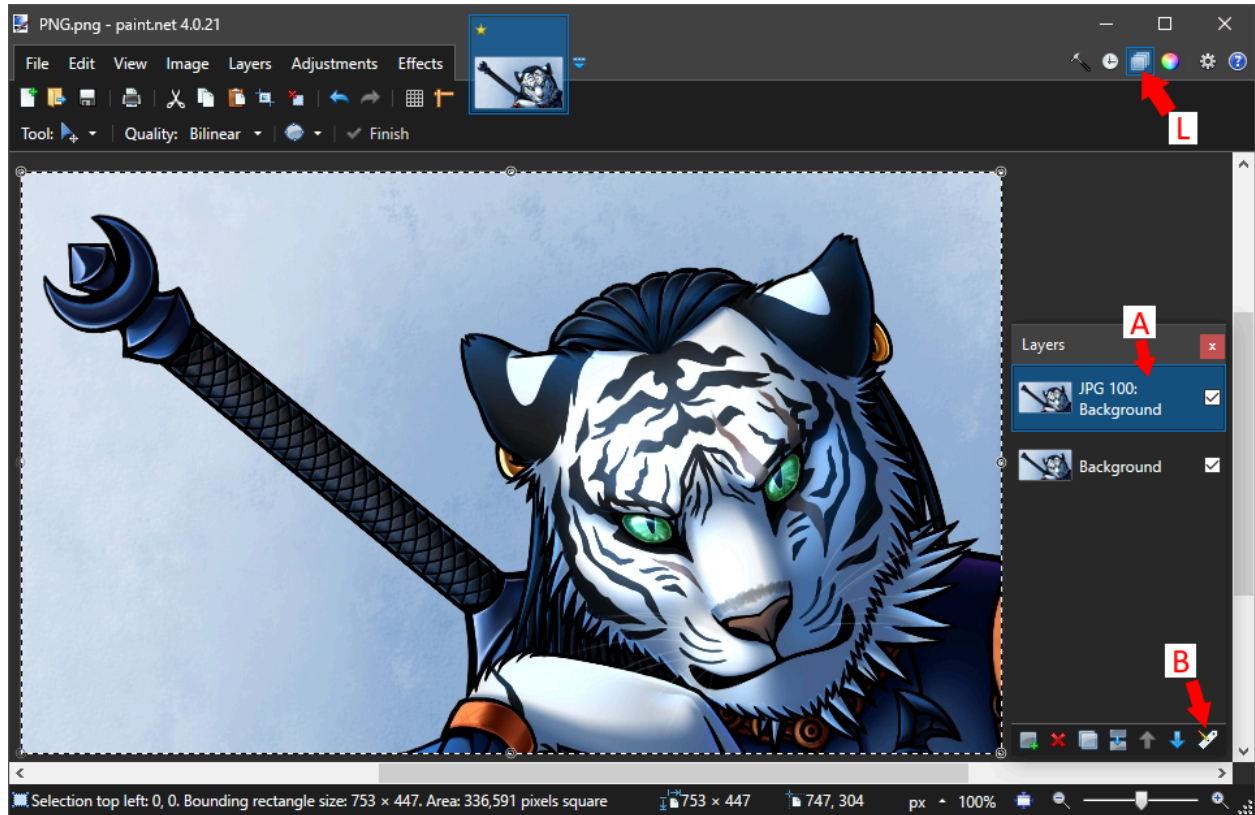 PNG.png - paint.net 4.0.21
File Edit View Image Layers Adjustments Effects
L
Tool: Quality: Bilinear Finish
A
Layers
JPG 100:
Background
Background
B
Selection top left: 0, 0. Bounding rectangle size: 753 × 447. Area: 336,591 pixels square 753 × 447 747, 304 px 100%